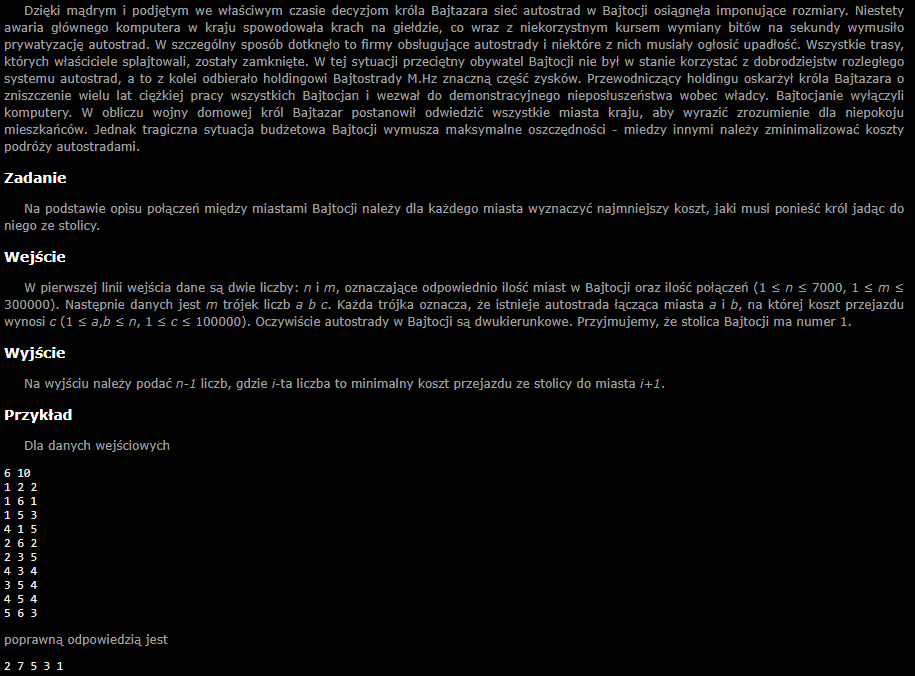 Dzięki mądrym i podjętym we właściwym czasie decyzjom króla Bajtazara sieć autostrad w Bajtocji osiągnęła imponujące rozmiary. Niestety
awaria głównego komputera w kraju spowodowała krach na giełdzie, co wraz z niekorzystnym kursem wymiany bitów na sekundy wymusiło
prywatyzację autostrad. W szczególny sposób dotknęło to firmy obsługujące autostrady i niektóre z nich musiały ogłosić upadłość. Wszystkie trasy,
których właściciele splajtowali, zostały zamknięte. W tej sytuacji przeciętny obywatel Bajtocji nie był w stanie korzystać z dobrodziejstw rozległego
systemu autostrad, a to z kolei odbierało holdingowi Bajtostrady M.Hz znaczną część zysków. Przewodniczący holdingu oskarżył króla Bajtazara o
zniszczenie wielu lat ciężkiej pracy wszystkich Bajtocjan i wezwał do demonstracyjnego nieposłuszeństwa wobec władcy. Bajtocjanie wyłączyli
komputery. W obliczu wojny domowej król Bajtazar postanowił odwiedzić wszystkie miasta kraju, aby wyrazić zrozumienie dla niepokoju
mieszkańców. Jednak tragiczna sytuacja budżetowa Bajtocji wymusza maksymalne oszczędności - miedzy innymi należy zminimalizować koszty
podróży autostradami.
Zadanie
Na podstawie opisu połączeń między miastami Bajtocji należy dla każdego miasta wyznaczyć najmniejszy koszt, jaki musi ponieść król jadąc do
niego ze stolicy.
Wejście
W pierwszej linii wejścia dane są dwie liczby: n i m, oznaczające odpowiednio ilość miast w Bajtocji oraz ilość połączeń (1 ≤ n ≤ 7000, 1 ≤ m ≤
300000). Następnie danych jest m trójek liczb a b c. Każda trójka oznacza, że istnieje autostrada łącząca miasta a i b, na której koszt przejazdu
wynosi c (1 ≤ a,b ≤ n, 1 ≤ c ≤ 100000). Oczywiście autostrady w Bajtocji są dwukierunkowe. Przyjmujemy, że stolica Bajtocji ma numer 1.
Wyjście
Na wyjściu należy podać n-1 liczb, gdzie i-ta liczba to minimalny koszt przejazdu ze stolicy do miasta i+1.
Przykład
Dla danych wejściowych
6 10
1 2 2
1 6 1
1 5 3
4 1 5
2 6 2
2 3 5
4 3 4
3 5 4
4 5 4
5 6 3
poprawną odpowiedzią jest
2 7 5 3 1